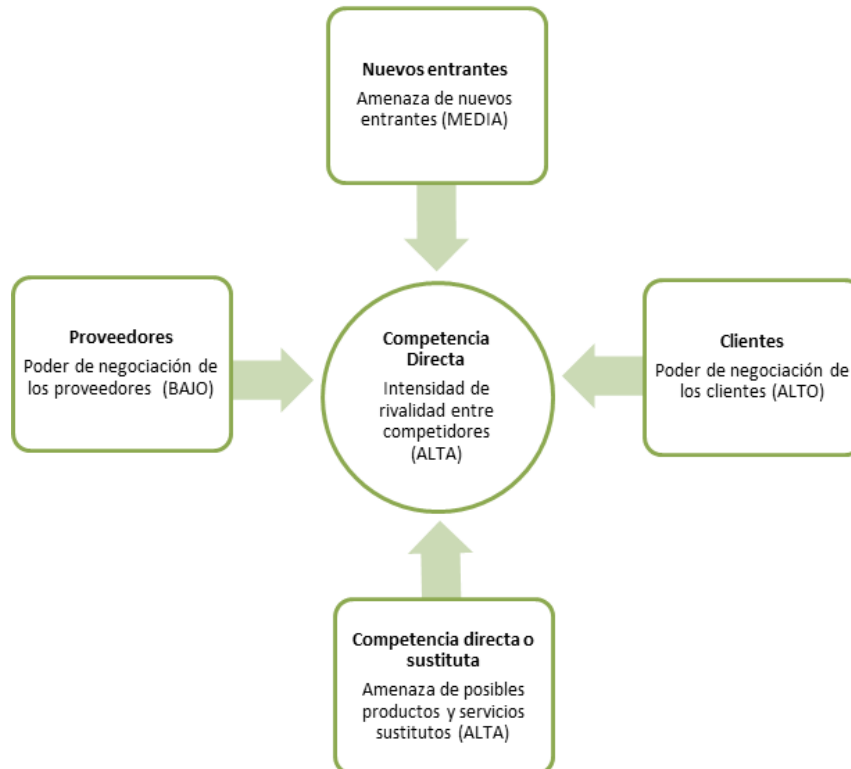 Nuevos entrantes
Amenaza de nuevos
entrantes (MEDIA)
Proveedores
Poder de negociación de
los proveedores (BAJO)
Competencia
Directa
Intensidad de
rivalidad entre
competidores
(ALTA)
Clientes
Poder de negociación de
los clientes (ALTO)
Competencia directa o
sustituta
Amenaza de posibles
productos y servicios
sustitutos (ALTA)